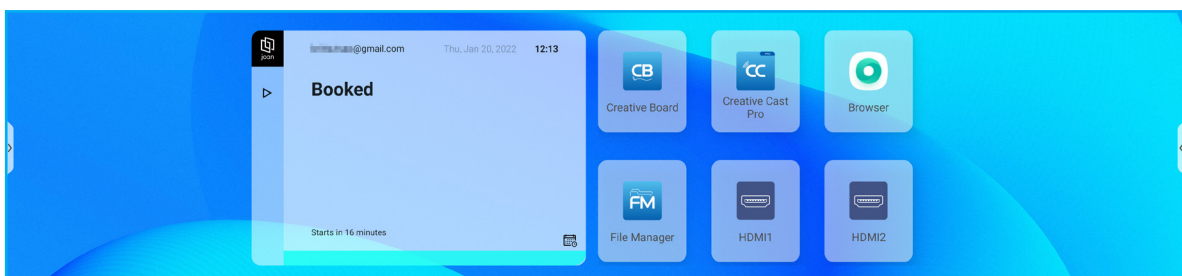 joan
@gmail.com
Thu, Jan 20, 2022
12:13
Booked
Starts in 16 minutes
CB
Creative Board
CC
Creative Cast
Pro
Browser
FM
File Manager
HDMI1
HDMI2